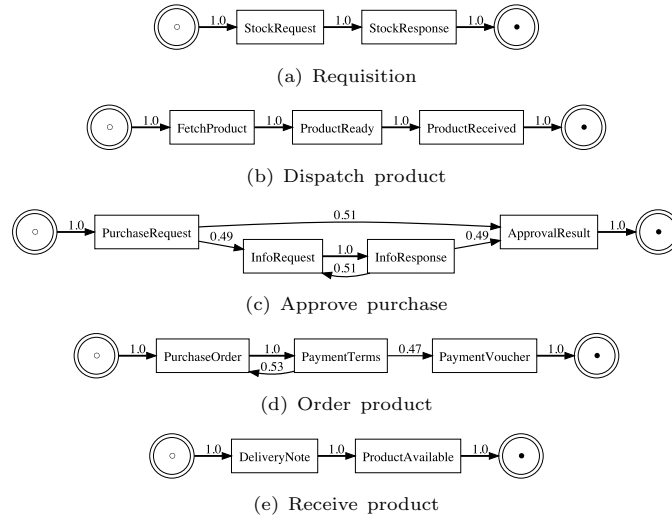 1.0 StockRequest 1.0 StockResponse 1.0
(a) Requisition
1.0 FetchProduct 1.0 ProductReady 1.0 ProductReceived 1.0
(b) Dispatch product
0.51
1.0 PurchaseRequest ApprovalResult 1.0
0.49 1.0 0.49
InfoRequest InfoResponse
0.51
(c) Approve purchase
1.0 PurchaseOrder 1.0 PaymentTerms 0.47 PaymentVoucher 1.0
0.53
(d) Order product
1.0 DeliveryNote 1.0 ProductAvailable 1.0
(e) Receive product